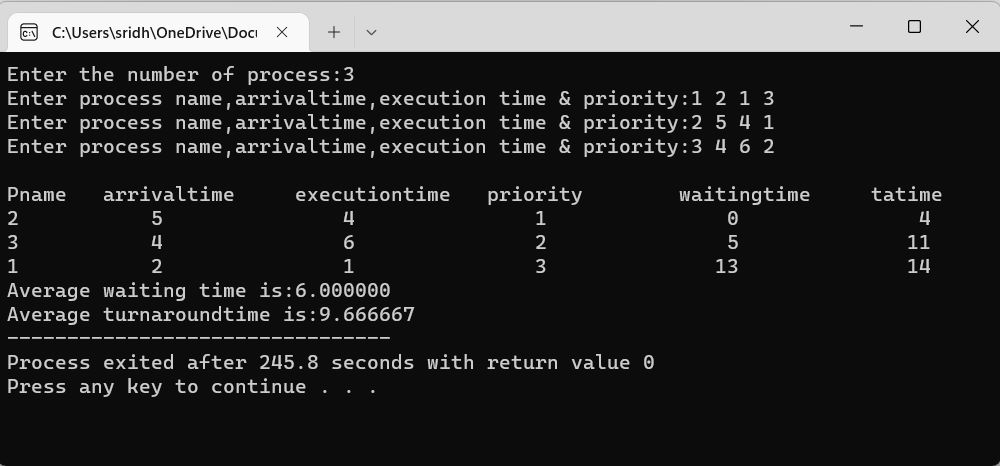 C:\Users\sridh\OneDrive\Docu
Enter the number of process:3
Enter process name,arrivaltime,execution time & priority:1 2 1 3
Enter process name,arrivaltime,execution time & priority:2 5 4 1
Enter process name,arrivaltime,execution time & priority:3 4 6 2
Pname arrivaltime executiontime priority waitingtime tatime
2 5 4 1 0 4
3 4 6 2 5 11
1 2 1 3 13 14
Average waiting time is:6.000000
Average turnaroundtime is:9.666667
--------------------------------
Process exited after 245.8 seconds with return value 0
Press any key to continue . . .